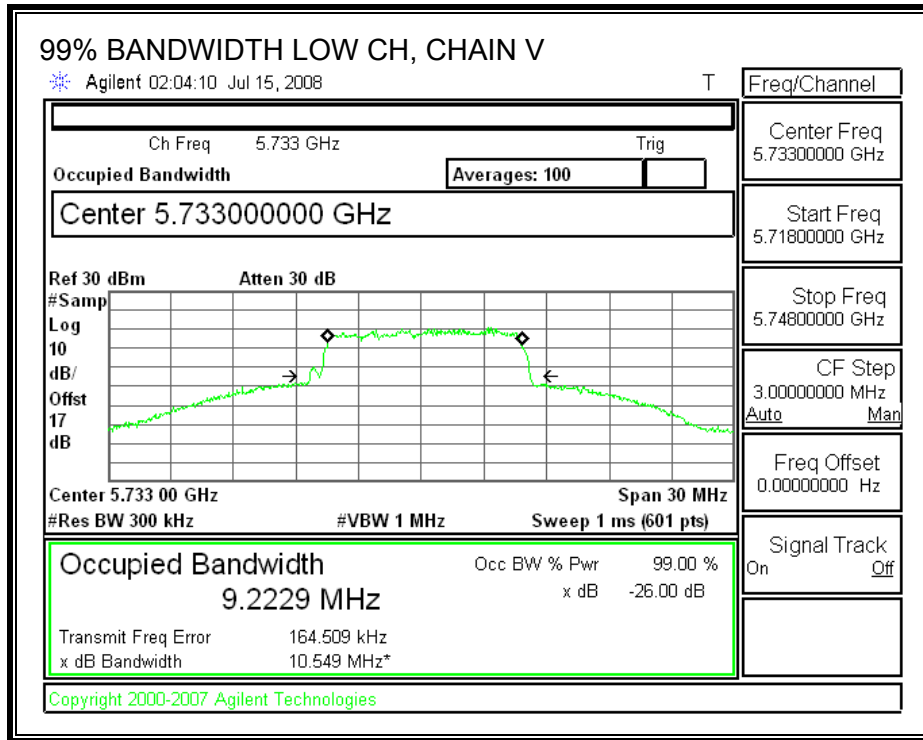 99% BANDWIDTH LOW CH, CHAIN V
Agilent 02:04:10 Jul 15, 2008 T
Ch Freq 5.733 GHz Trig
Occupied Bandwidth Averages: 100
Center 5.733000000 GHz
Ref 30 dBm Atten 30 dB
#Samp
Log
10
dB/
Offst
17
dB
Center 5.733 00 GHz Span 30 MHz
#Res BW 300 kHz #VBW 1 MHz Sweep 1 ms (601 pts)
Occupied Bandwidth Occ BW % Pwr 99.00 %
9.2229 MHz x dB -26.00 dB
Transmit Freq Error 164.509 kHz
x dB Bandwidth 10.549 MHz*
Copyright 2000-2007 Agilent Technologies
Freq/Channel
Center Freq
5.73300000 GHz
Start Freq
5.71800000 GHz
Stop Freq
5.74800000 GHz
CF Step
3.00000000 MHz
Auto Man
Freq Offset
0.00000000 Hz
Signal Track
On Off